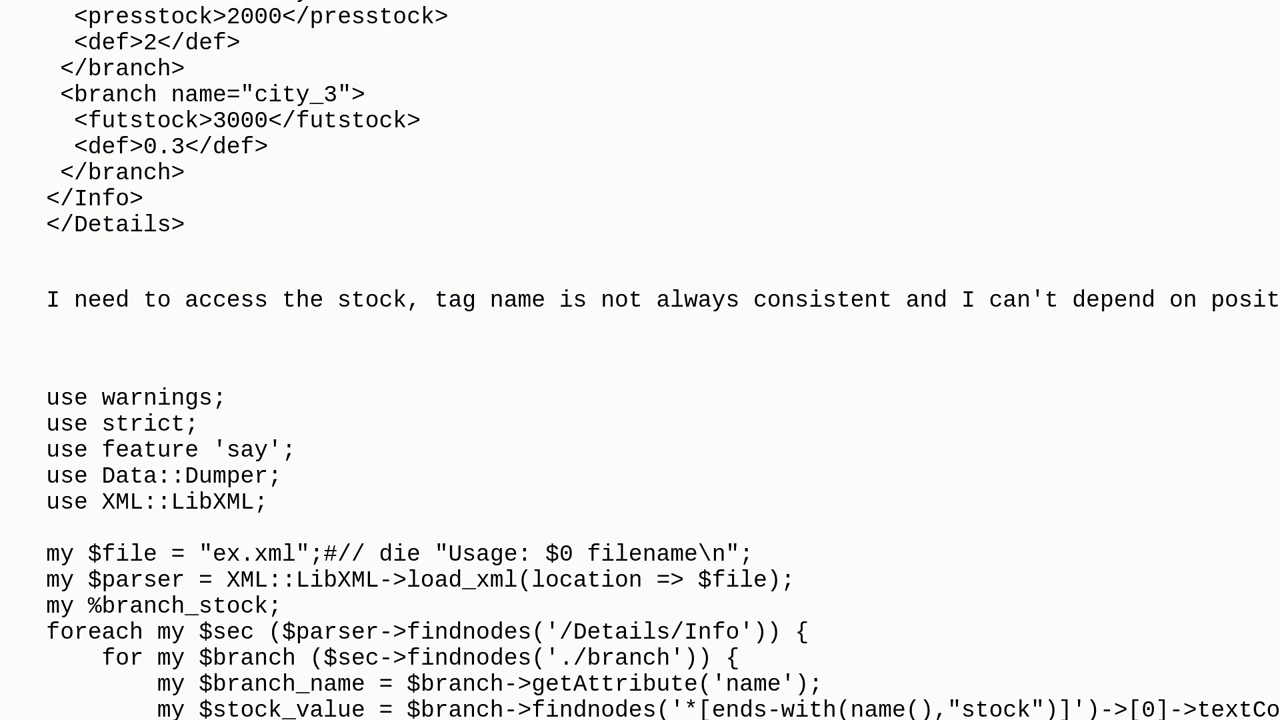 <presstock>2000</presstock>
<def>2</def>
</branch>
<branch name="city_3">
<futstock>3000</futstock>
<def>0.3</def>
</branch>
</Info>
</Details>
I need to access the stock, tag name is not always consistent and I can't depend on posit
use warnings;
use strict;
use feature 'say';
use Data::Dumper;
use XML::LibXML;
my $file = "ex.xml";#// die "Usage: $0 filename\n";
my $parser = XML::LibXML->load_xml(location => $file);
my %branch_stock;
foreach my $sec ($parser->findnodes('/Details/Info')) {
for my $branch ($sec->findnodes('./branch')) {
my $branch_name = $branch->getAttribute('name');
my $stock_value = $branch->findnodes('*[ends-with(name(),"stock")]')->[0]->textCo